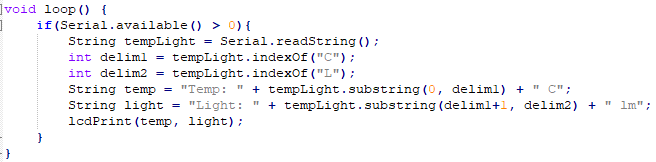 void loop() {
if(Serial.available() > 0){
String tempLight = Serial.readString();
int delim1 = tempLight.indexOf("C");
int delim2 = tempLight.indexOf("L");
String temp = "Temp: " + tempLight.substring(0, delim1) + " C";
String light = "Light: " + tempLight.substring(delim1+1, delim2) + " lm";
lcdPrint(temp, light);
}
}